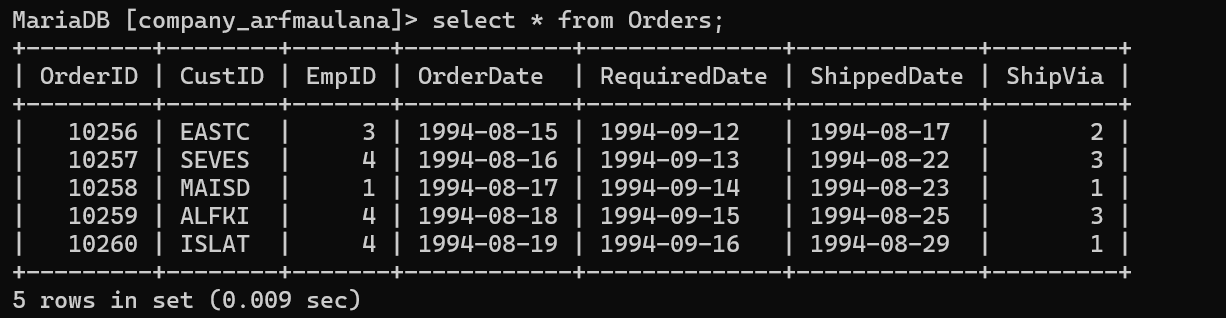 MariaDB [company_arfmaulana]> select * from Orders;
+---------+--------+-------+------------+--------------+-------------+---------+
| OrderID | CustID | EmpID | OrderDate  | RequiredDate | ShippedDate | ShipVia |
+---------+--------+-------+------------+--------------+-------------+---------+
|   10256 | EASTC  |     3 | 1994-08-15 | 1994-09-12   | 1994-08-17  |       2 |
|   10257 | SEVES  |     4 | 1994-08-16 | 1994-09-13   | 1994-08-22  |       3 |
|   10258 | MAISD  |     1 | 1994-08-17 | 1994-09-14   | 1994-08-23  |       1 |
|   10259 | ALFKI  |     4 | 1994-08-18 | 1994-09-15   | 1994-08-25  |       3 |
|   10260 | ISLAT  |     4 | 1994-08-19 | 1994-09-16   | 1994-08-29  |       1 |
+---------+--------+-------+------------+--------------+-------------+---------+
5 rows in set (0.009 sec)